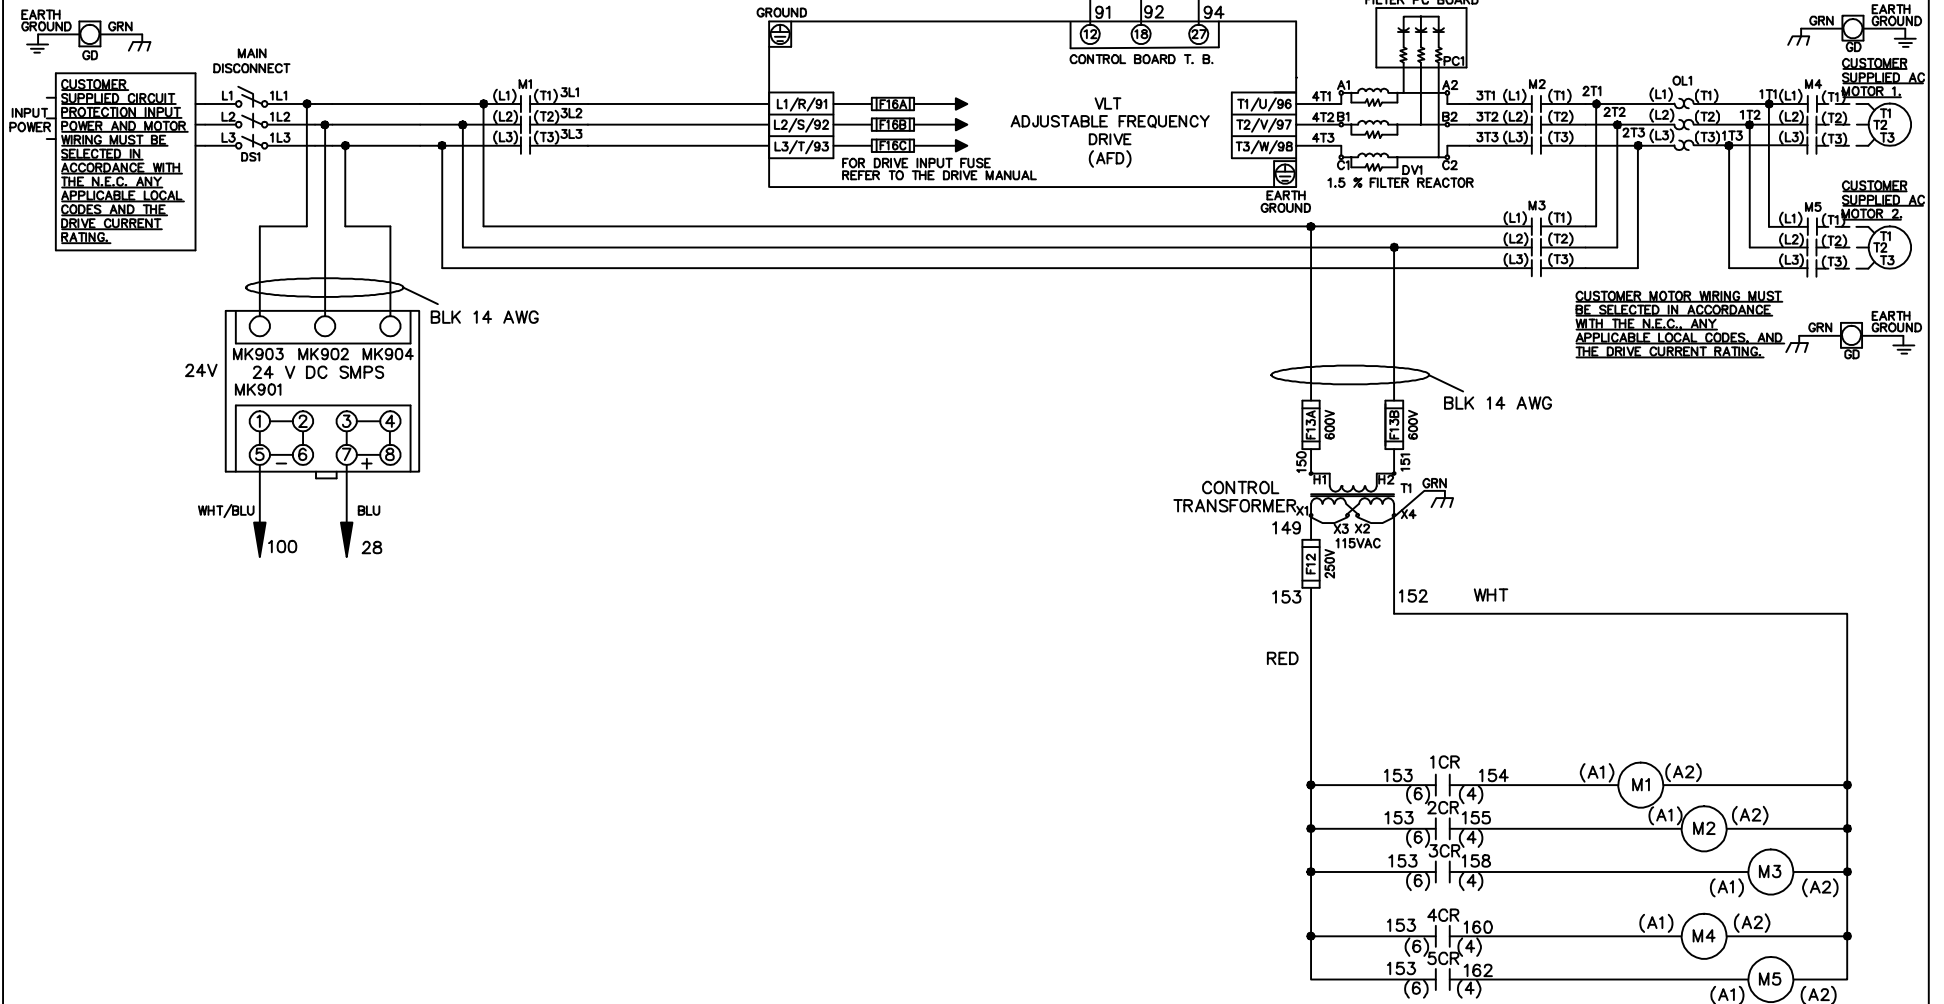 EARTH
GROUND
GRN
GD
INPUT
POWER
CUSTOMER
SUPPLIED CIRCUIT
PROTECTION INPUT
POWER AND MOTOR
WIRING MUST BE
SELECTED IN
ACCORDANCE WITH
THE N.E.C. ANY
APPLICABLE LOCAL
CODES AND THE
DRIVE CURRENT
RATING.
MAIN
DISCONNECT
L1 1L1
L2 1L2
L3 1L3
DS1
M1
(L1) (T1) 3L1
(L2) (T2) 3L2
(L3) (T3) 3L3
GROUND
L1/R/91
L2/S/92
L3/T/93
F16A
F16B
F16C
FOR DRIVE INPUT FUSE
REFER TO THE DRIVE MANUAL
91 92 94
12 18 27
CONTROL BOARD T. B.
VLT
ADJUSTABLE FREQUENCY
DRIVE
(AFD)
T1/U/96
T2/V/97
T3/W/98
EARTH
GROUND
FILTER PC BOARD
PC1
4T1 A1 A2
4T2 B1 B2
4T3 C1 C2
DV1
1.5 % FILTER REACTOR
M2
3T1 (L1) (T1) 2T1
3T2 (L2) (T2) 2T2
3T3 (L3) (T3) 2T3
OL1
(L1) (T1) 1T1
(L2) (T2) 1T2
(L3) (T3) 1T3
M4
(L1) (T1)
(L2) (T2)
(L3) (T3)
GRN
EARTH
GROUND
GD
CUSTOMER
SUPPLIED AC
MOTOR 1.
T1
T2
T3
M3
(L1) (T1)
(L2) (T2)
(L3) (T3)
M5
(L1) (T1)
(L2) (T2)
(L3) (T3)
CUSTOMER
SUPPLIED AC
MOTOR 2.
T1
T2
T3
CUSTOMER MOTOR WIRING MUST
BE SELECTED IN ACCORDANCE
WITH THE N.E.C., ANY
APPLICABLE LOCAL CODES, AND
THE DRIVE CURRENT RATING.
GRN
EARTH
GROUND
GD
BLK 14 AWG
MK903 MK902 MK904
24V
24 V DC SMPS
MK901
1 2 3 4
5 6 7 8
- +
WHT/BLU
BLU
100
28
BLK 14 AWG
F13A
600V
F13B
600V
150
151
H1 H2
T1
GRN
CONTROL
TRANSFORMER
X1 X3 X2 X4
115VAC
149
F12
250V
153
152 WHT
RED
1CR
153 154
(6) (4)
(A1) M1 (A2)
2CR
153 155
(6) (4)
(A1) M2 (A2)
3CR
153 158
(6) (4)
(A1) M3 (A2)
4CR
153 160
(6) (4)
(A1) M4 (A2)
5CR
153 162
(6) (4)
(A1) M5 (A2)